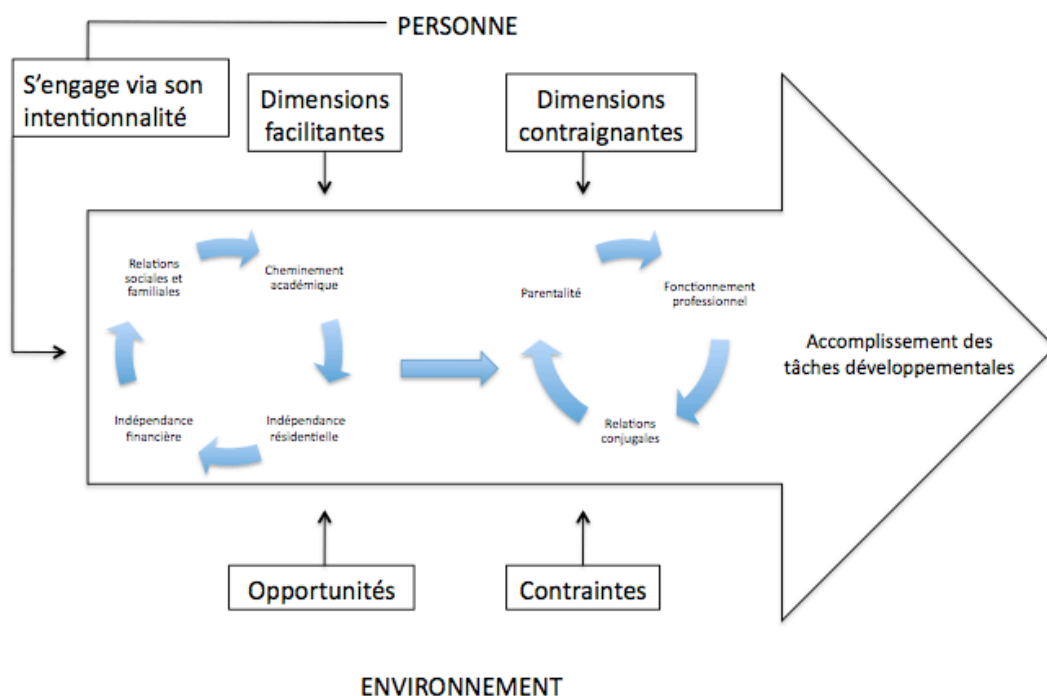 PERSONNE
S'engage via son
intentionnalité
Dimensions
facilitantes
Dimensions
contraignantes
Relations
sociales et
familiales
Cheminement
académique
Parentalité
Fonctionnement
professionnel
Accomplissement des
tâches développementales
Indépendance
financière
Indépendance
résidentielle
Relations
conjugales
Opportunités
Contraintes
ENVIRONNEMENT